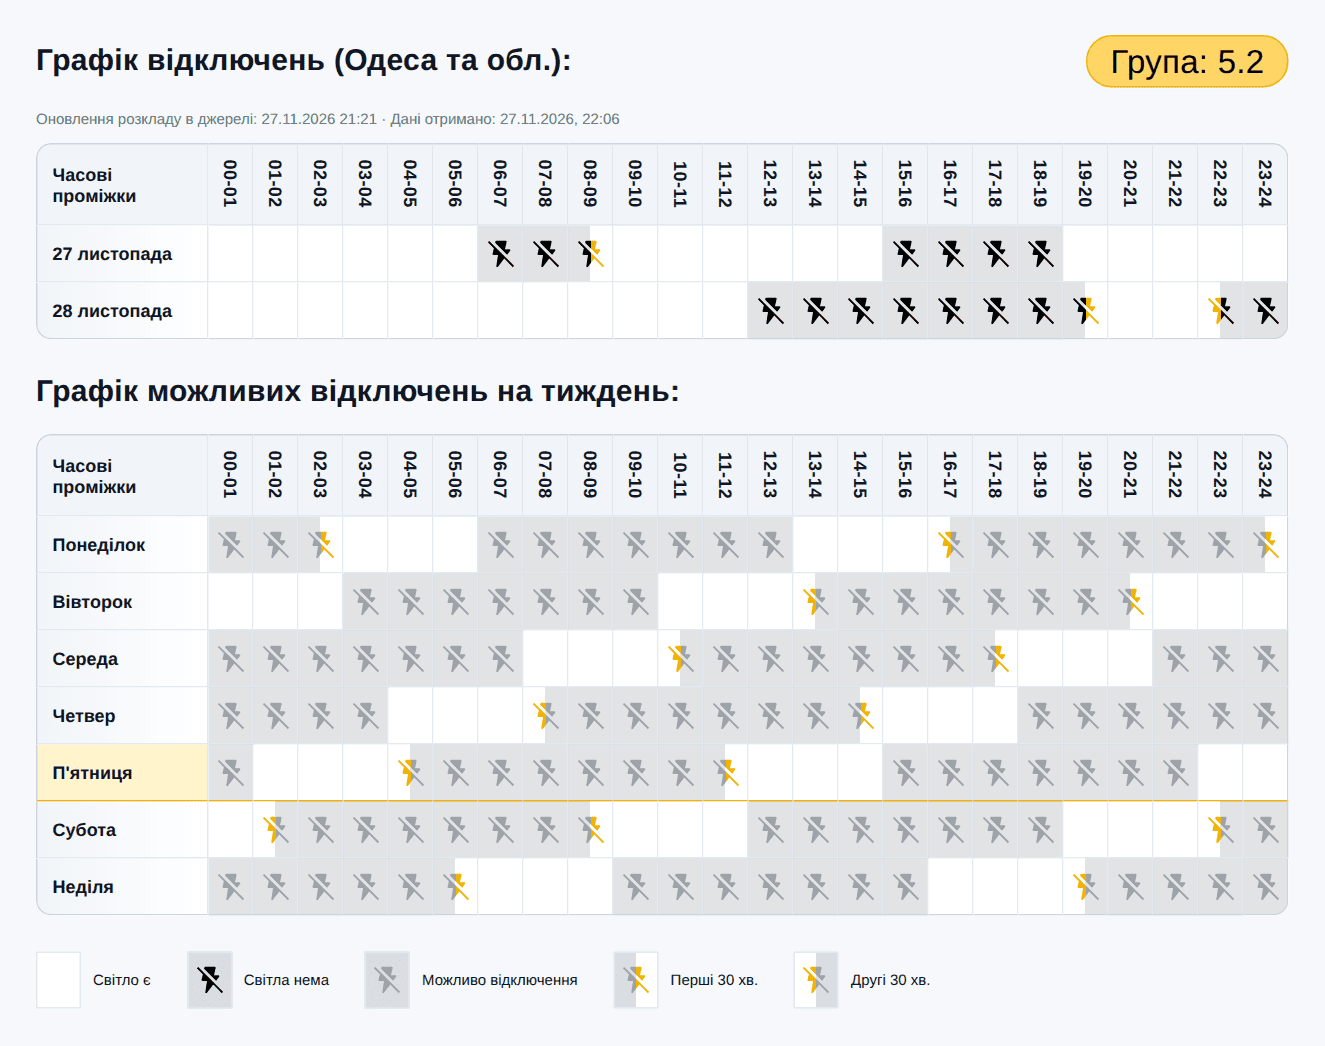 Графік відключень (Одеса та обл.):
Група: 5.2
Оновлення розкладу в джерелі: 27.11.2026 21:21 · Дані отримано: 27.11.2026, 22:06
Часові
проміжки
00-01 01-02 02-03 03-04 04-05 05-06 06-07 07-08 08-09 09-10 10-11 11-12 12-13 13-14 14-15 15-16 16-17 17-18 18-19 19-20 20-21 21-22 22-23 23-24
27 листопада
28 листопада
Графік можливих відключень на тиждень:
Часові
проміжки
00-01 01-02 02-03 03-04 04-05 05-06 06-07 07-08 08-09 09-10 10-11 11-12 12-13 13-14 14-15 15-16 16-17 17-18 18-19 19-20 20-21 21-22 22-23 23-24
Понеділок
Вівторок
Середа
Четвер
П'ятниця
Субота
Неділя
Світло є
Світла нема
Можливо відключення
Перші 30 хв.
Другі 30 хв.